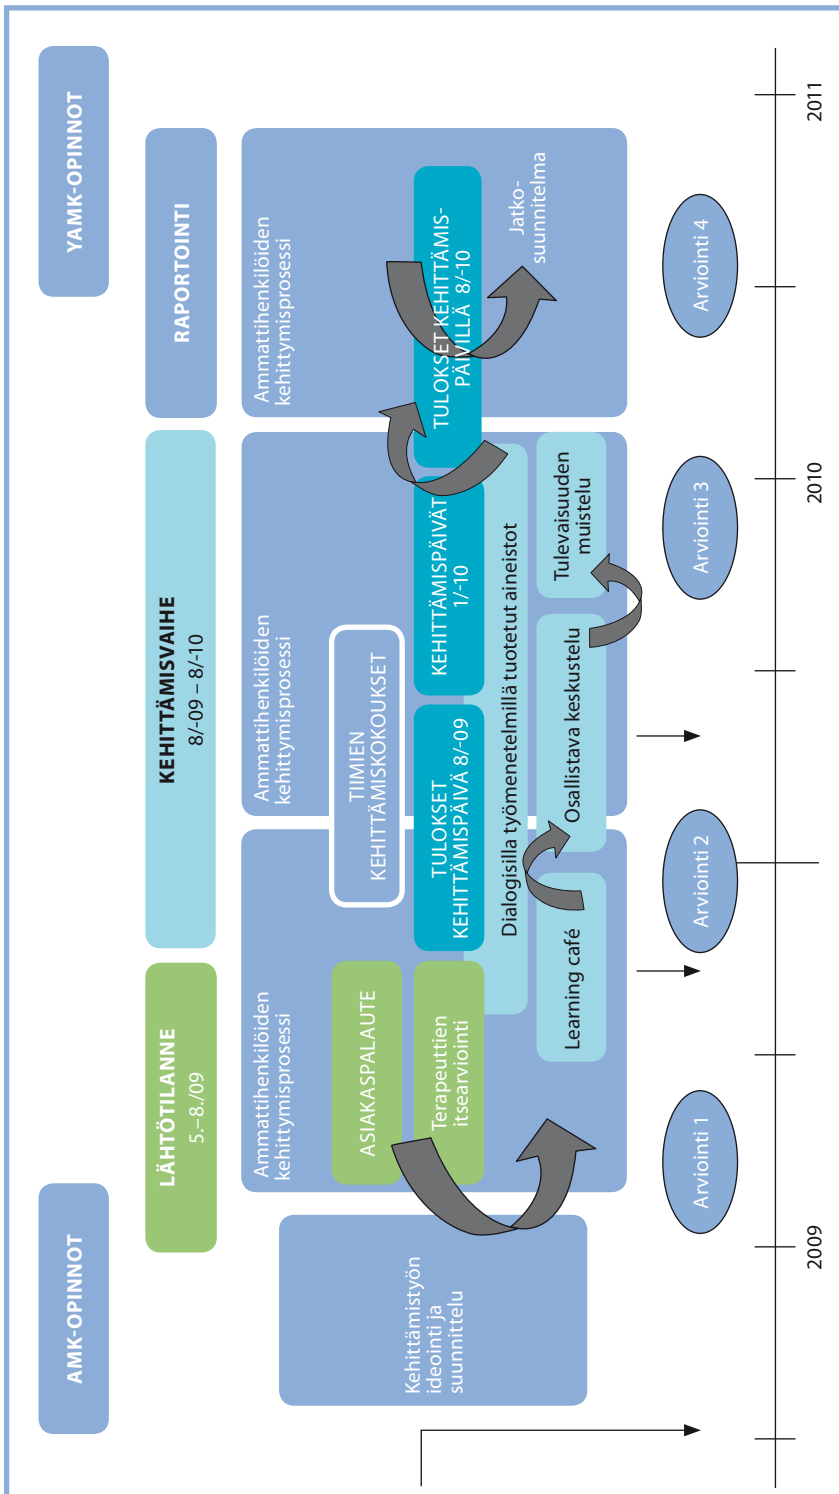 AMK-OPINNOT
YAMK-OPINNOT
LÄHTÖTILANNE
5.–8./09
KEHITTÄMISVAIHE
8/-09 – 8/-10
RAPORTOINTI
Kehittämistyön
ideointi ja
suunnittelu
Ammattihenkilöiden
kehittymisprosessi
Ammattihenkilöiden
kehittymisprosessi
Ammattihenkilöiden
kehittymisprosessi
ASIAKASPALAUTE
TIIMIEN
KEHITTÄMISKOKOUKSET
Terapeuttien
itsearviointi
TULOKSET
KEHITTÄMISPÄIVÄ 8/-09
KEHITTÄMISPÄIVÄT
1/-10
TULOKSET KEHITTÄMIS-
PÄIVILLÄ 8/-10
Jatko-
suunnitelma
Dialogisilla työmenetelmillä tuotetut aineistot
Learning café
Osallistava keskustelu
Tulevaisuuden
muistelu
Arviointi 1
Arviointi 2
Arviointi 3
Arviointi 4
2009
2010
2011